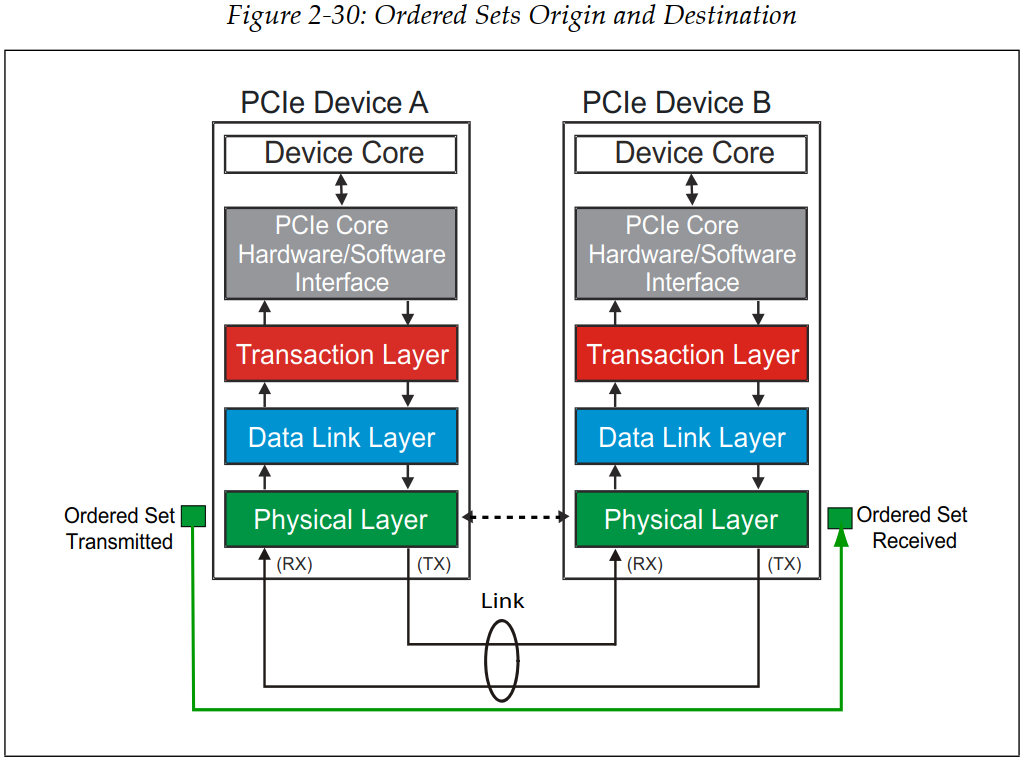 Figure 2-30: Ordered Sets Origin and Destination
PCIe Device A
PCIe Device B
Device Core
Device Core
PCIe Core
Hardware/Software
Interface
PCIe Core
Hardware/Software
Interface
Transaction Layer
Transaction Layer
Data Link Layer
Data Link Layer
Ordered Set
Transmitted
Physical Layer
Physical Layer
Ordered Set
Received
(RX)
(TX)
(RX)
(TX)
Link